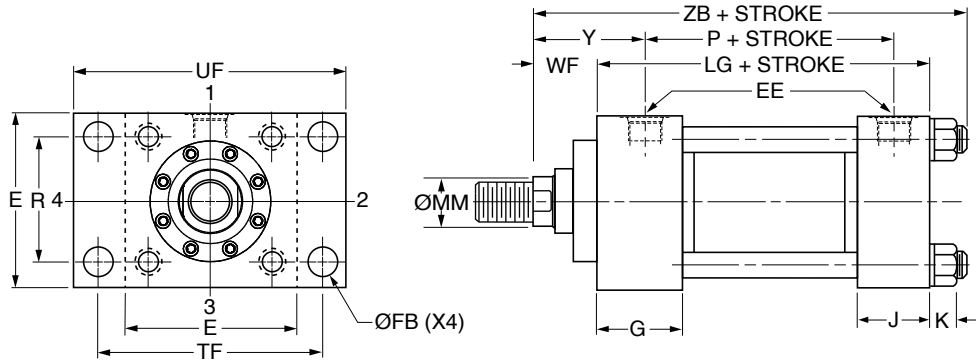 UF
1
E
R
4
2
3
E
TF
ØFB (X4)
ZB + STROKE
Y
P + STROKE
WF
LG + STROKE
EE
ØMM
G
J
K